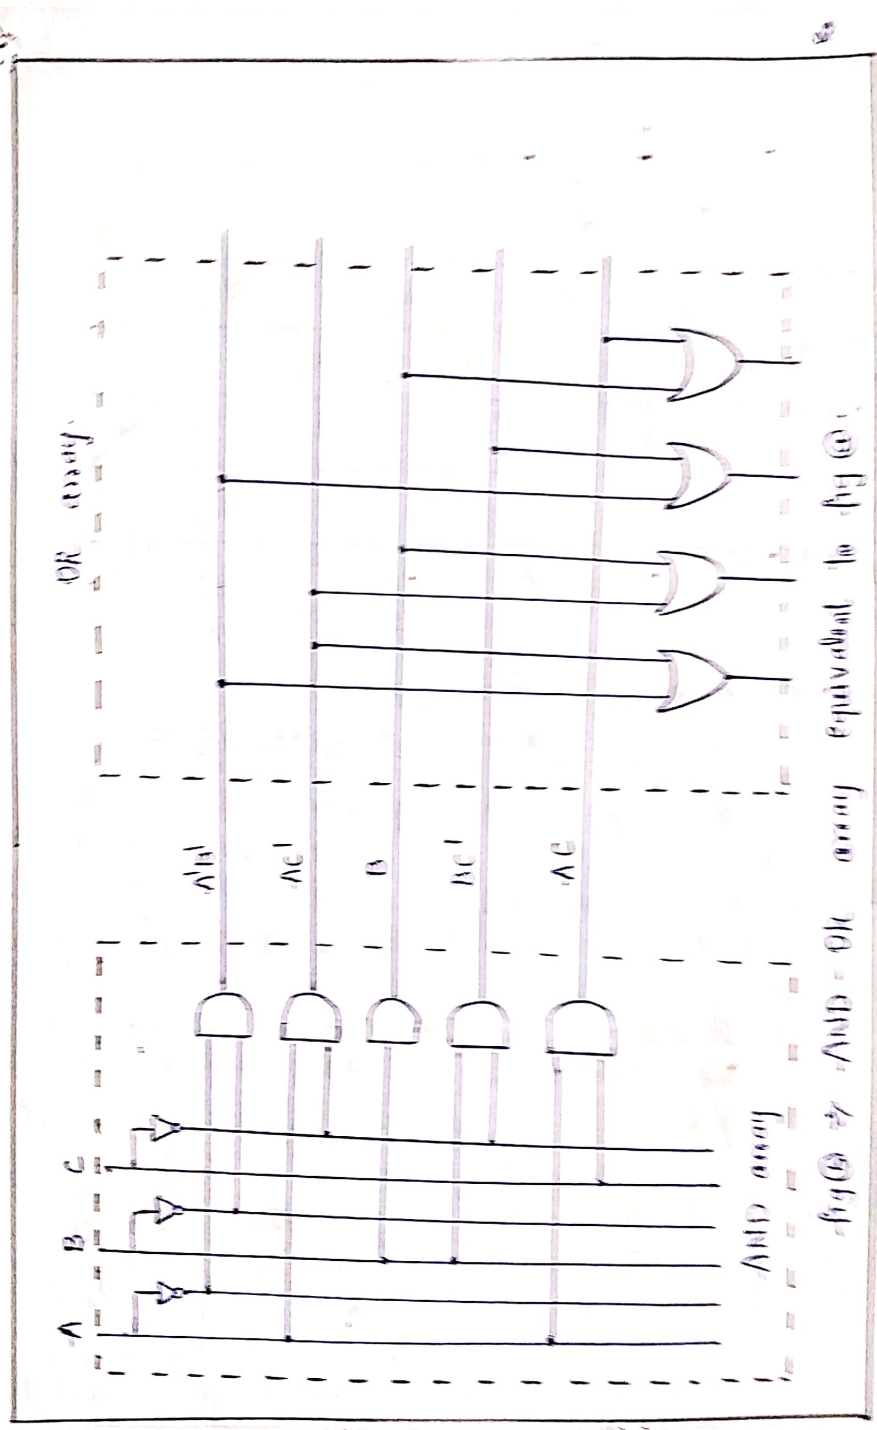 A
B
C
A'B'
AC'
B
BC'
AC
AND array
OR array.
fig ⓑ ⇒ AND - OR array equivalent to fig ⓐ.